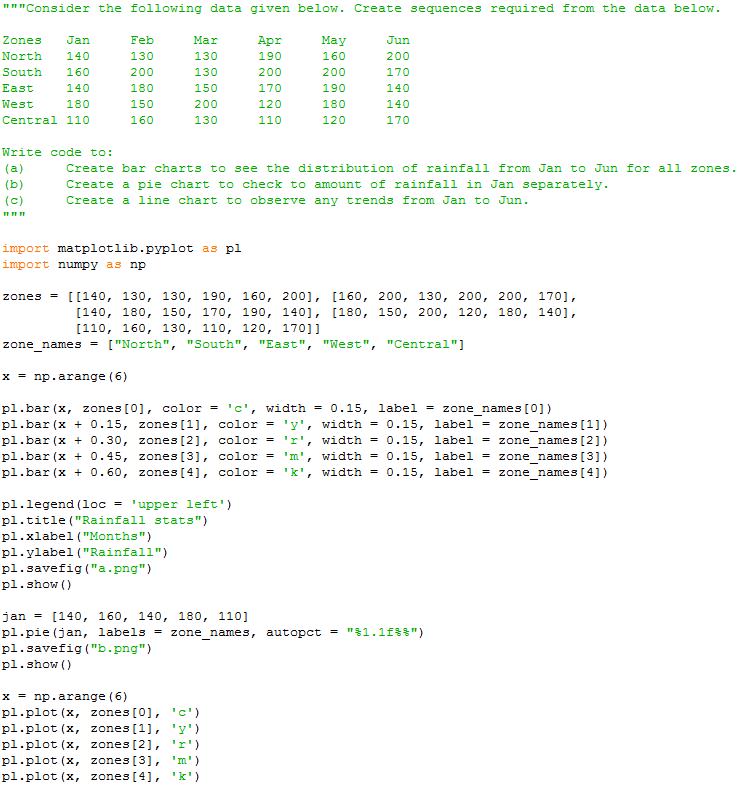 """Consider the following data given below. Create sequences required from the data below.

Zones   Jan     Feb     Mar     Apr     May     Jun
North   140     130     130     190     160     200
South   160     200     130     200     200     170
East    140     180     150     170     190     140
West    180     150     200     120     180     140
Central 110     160     130     110     120     170

Write code to:
(a)     Create bar charts to see the distribution of rainfall from Jan to Jun for all zones.
(b)     Create a pie chart to check to amount of rainfall in Jan separately.
(c)     Create a line chart to observe any trends from Jan to Jun.
"""

import matplotlib.pyplot as pl
import numpy as np

zones = [[140, 130, 130, 190, 160, 200], [160, 200, 130, 200, 200, 170],
         [140, 180, 150, 170, 190, 140], [180, 150, 200, 120, 180, 140],
         [110, 160, 130, 110, 120, 170]]
zone_names = ["North", "South", "East", "West", "Central"]

x = np.arange(6)

pl.bar(x, zones[0], color = 'c', width = 0.15, label = zone_names[0])
pl.bar(x + 0.15, zones[1], color = 'y', width = 0.15, label = zone_names[1])
pl.bar(x + 0.30, zones[2], color = 'r', width = 0.15, label = zone_names[2])
pl.bar(x + 0.45, zones[3], color = 'm', width = 0.15, label = zone_names[3])
pl.bar(x + 0.60, zones[4], color = 'k', width = 0.15, label = zone_names[4])

pl.legend(loc = 'upper left')
pl.title("Rainfall stats")
pl.xlabel("Months")
pl.ylabel("Rainfall")
pl.savefig("a.png")
pl.show()

jan = [140, 160, 140, 180, 110]
pl.pie(jan, labels = zone_names, autopct = "%1.1f%%")
pl.savefig("b.png")
pl.show()

x = np.arange(6)
pl.plot(x, zones[0], 'c')
pl.plot(x, zones[1], 'y')
pl.plot(x, zones[2], 'r')
pl.plot(x, zones[3], 'm')
pl.plot(x, zones[4], 'k')